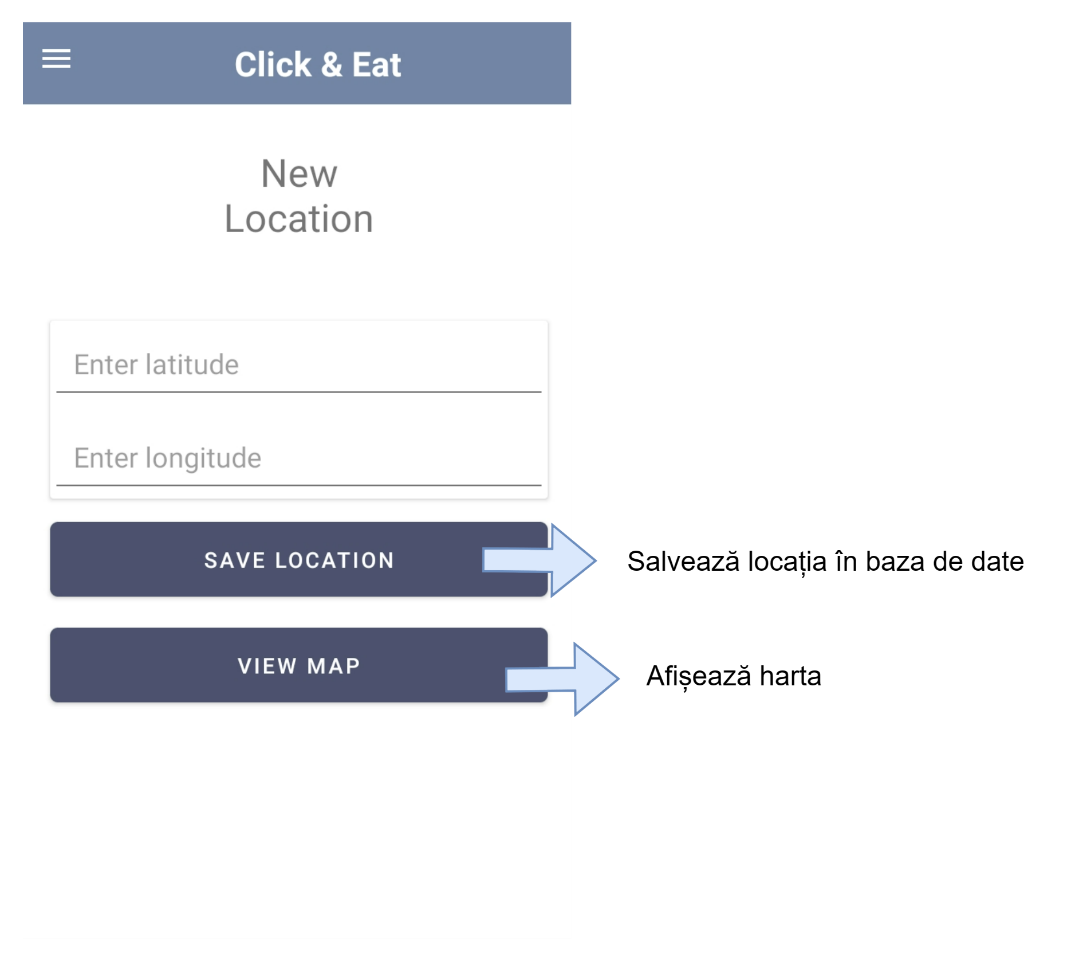 Click & Eat
New
Location
Enter latitude
Enter longitude
SAVE LOCATION
Salvează locația în baza de date
VIEW MAP
Afișează harta